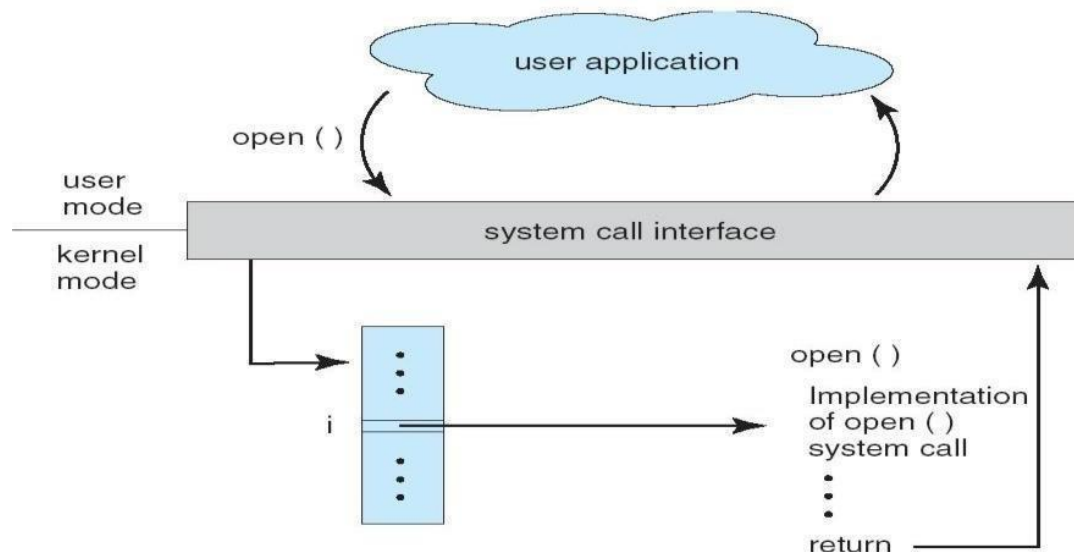 user application
open ( )
user
mode
system call interface
kernel
mode
open ( )
i
Implementation
of open ( )
system call
return